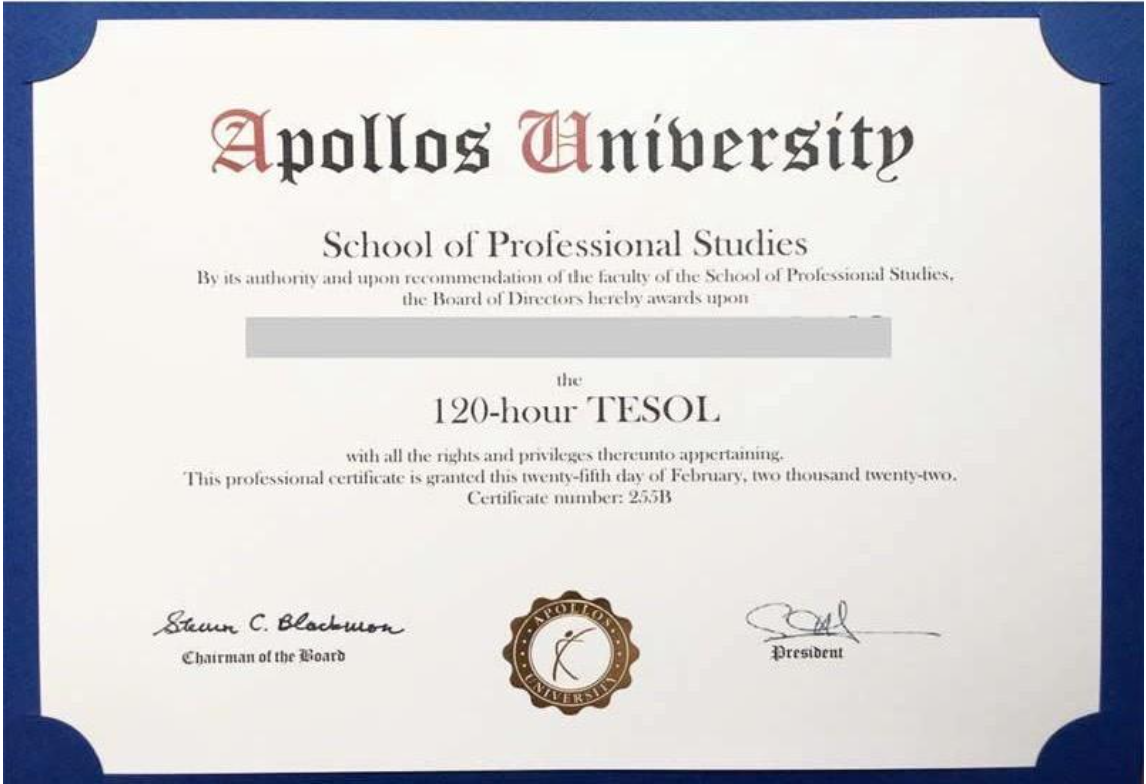 Apollos University
School of Professional Studies
By its authority and upon recommendation of the faculty of the School of Professional Studies,
the Board of Directors hereby awards upon
the
120-hour TESOL
with all the rights and privileges thereunto appertaining.
This professional certificate is granted this twenty-fifth day of February, two thousand twenty-two.
Certificate number: 255B
Steven C. Blackmon
Chairman of the Board
APOLLOS
UNIVERSITY
President